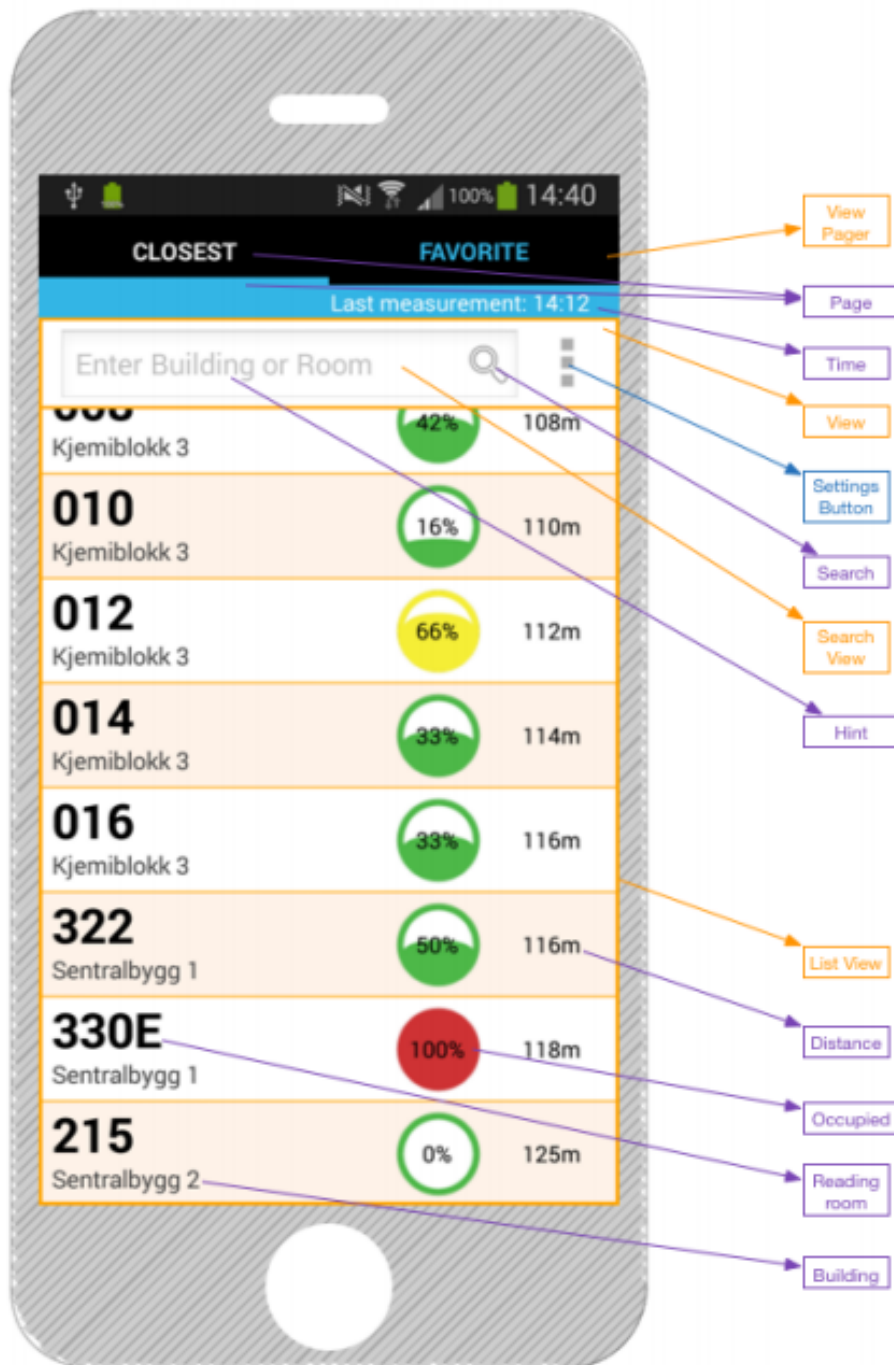 100% 14:40
CLOSEST FAVORITE
Last measurement: 14:12
Enter Building or Room
42% 108m
Kjemiblokk 3
010 16% 110m
Kjemiblokk 3
012 66% 112m
Kjemiblokk 3
014 33% 114m
Kjemiblokk 3
016 33% 116m
Kjemiblokk 3
322 50% 116m
Sentralbygg 1
330E 100% 118m
Sentralbygg 1
215 0% 125m
Sentralbygg 2
View
Pager
Page
Time
View
Settings
Button
Search
Search
View
Hint
List View
Distance
Occupied
Reading
room
Building